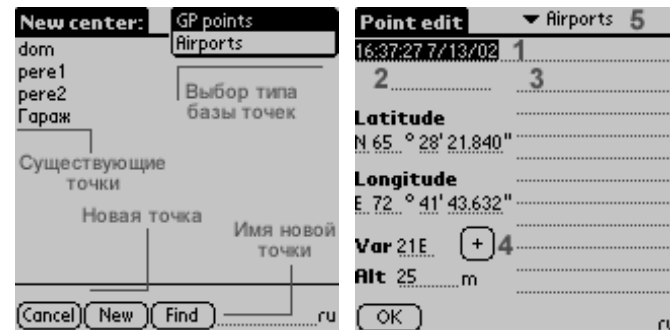 New center:
GP points
Airports
dom
pere1
pere2
Гараж
Выбор типа
базы точек
Существующие
точки
Новая точка
Имя новой
точки
Cancel New Find ru
Point edit Airports 5
16:37:27 7/13/02 1
2 3
Latitude
N 65 ° 28' 21.840"
Longitude
E 72 ° 41' 43.632"
Var 21E + 4
Alt 25 m
OK ru